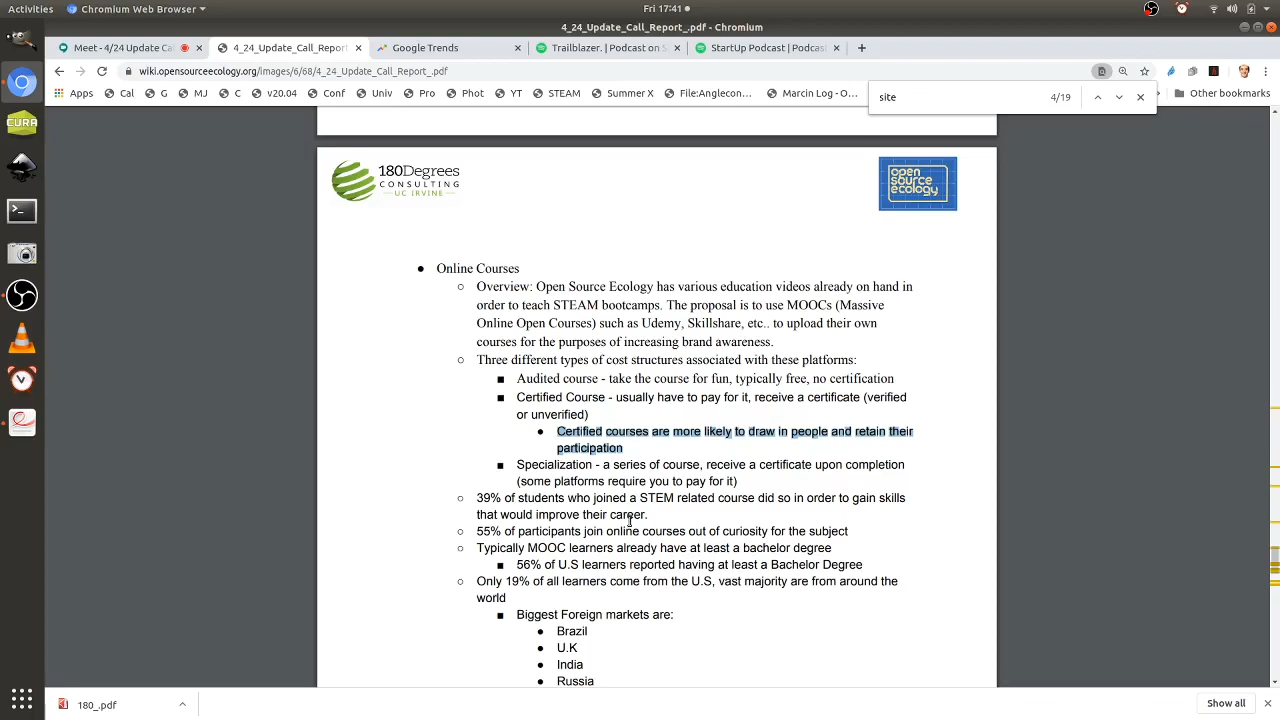 Activities
Chromium Web Browser
Fri 17:41
4_24_Update_Call_Report_.pdf - Chromium
Meet - 4/24 Update Ca
4_24_Update_Call_Report_
Google Trends
Trailblazer. | Podcast on S
StartUp Podcast | Podcas
wiki.opensourceecology.org/images/6/68/4_24_Update_Call_Report_.pdf
Apps
Cal
G
MJ
C
v20.04
Conf
Univ
Pro
Phot
YT
STEAM
Summer X
File:Anglecon...
Marcin Log - O...
Other bookmarks
site
4/19
CURA
180Degrees
CONSULTING
UC IRVINE
open
source
ecology
● Online Courses
○ Overview: Open Source Ecology has various education videos already on hand in
order to teach STEAM bootcamps. The proposal is to use MOOCs (Massive
Online Open Courses) such as Udemy, Skillshare, etc.. to upload their own
courses for the purposes of increasing brand awareness.
○ Three different types of cost structures associated with these platforms:
■ Audited course - take the course for fun, typically free, no certification
■ Certified Course - usually have to pay for it, receive a certificate (verified
or unverified)
● Certified courses are more likely to draw in people and retain their
participation
■ Specialization - a series of course, receive a certificate upon completion
(some platforms require you to pay for it)
○ 39% of students who joined a STEM related course did so in order to gain skills
that would improve their career.
○ 55% of participants join online courses out of curiosity for the subject
○ Typically MOOC learners already have at least a bachelor degree
■ 56% of U.S learners reported having at least a Bachelor Degree
○ Only 19% of all learners come from the U.S, vast majority are from around the
world
■ Biggest Foreign markets are:
● Brazil
● U.K
● India
● Russia
180_.pdf
Show all